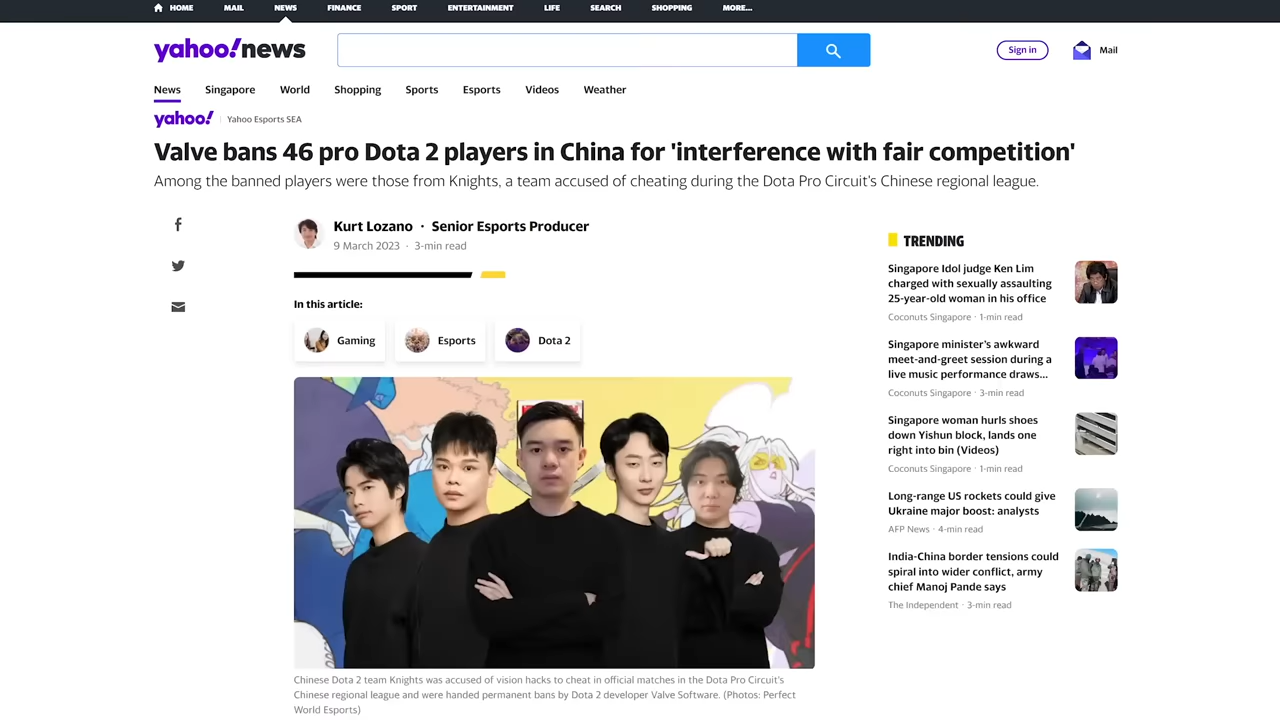 HOME MAIL NEWS FINANCE SPORT ENTERTAINMENT LIFE SEARCH SHOPPING MORE...
yahoo!news
Sign in
Mail
News Singapore World Shopping Sports Esports Videos Weather
yahoo! Yahoo Esports SEA
Valve bans 46 pro Dota 2 players in China for 'interference with fair competition'
Among the banned players were those from Knights, a team accused of cheating during the Dota Pro Circuit's Chinese regional league.
Kurt Lozano · Senior Esports Producer
9 March 2023 · 3-min read
In this article:
Gaming Esports Dota 2
Chinese Dota 2 team Knights was accused of vision hacks to cheat in official matches in the Dota Pro Circuit's
Chinese regional league and were handed permanent bans by Dota 2 developer Valve Software. (Photos: Perfect
World Esports)
TRENDING
Singapore Idol judge Ken Lim
charged with sexually assaulting
25-year-old woman in his office
Coconuts Singapore · 1-min read
Singapore minister's awkward
meet-and-greet session during a
live music performance draws...
Coconuts Singapore · 3-min read
Singapore woman hurls shoes
down Yishun block, lands one
right into bin (Videos)
Coconuts Singapore · 1-min read
Long-range US rockets could give
Ukraine major boost: analysts
AFP News · 4-min read
India-China border tensions could
spiral into wider conflict, army
chief Manoj Pande says
The Independent · 3-min read